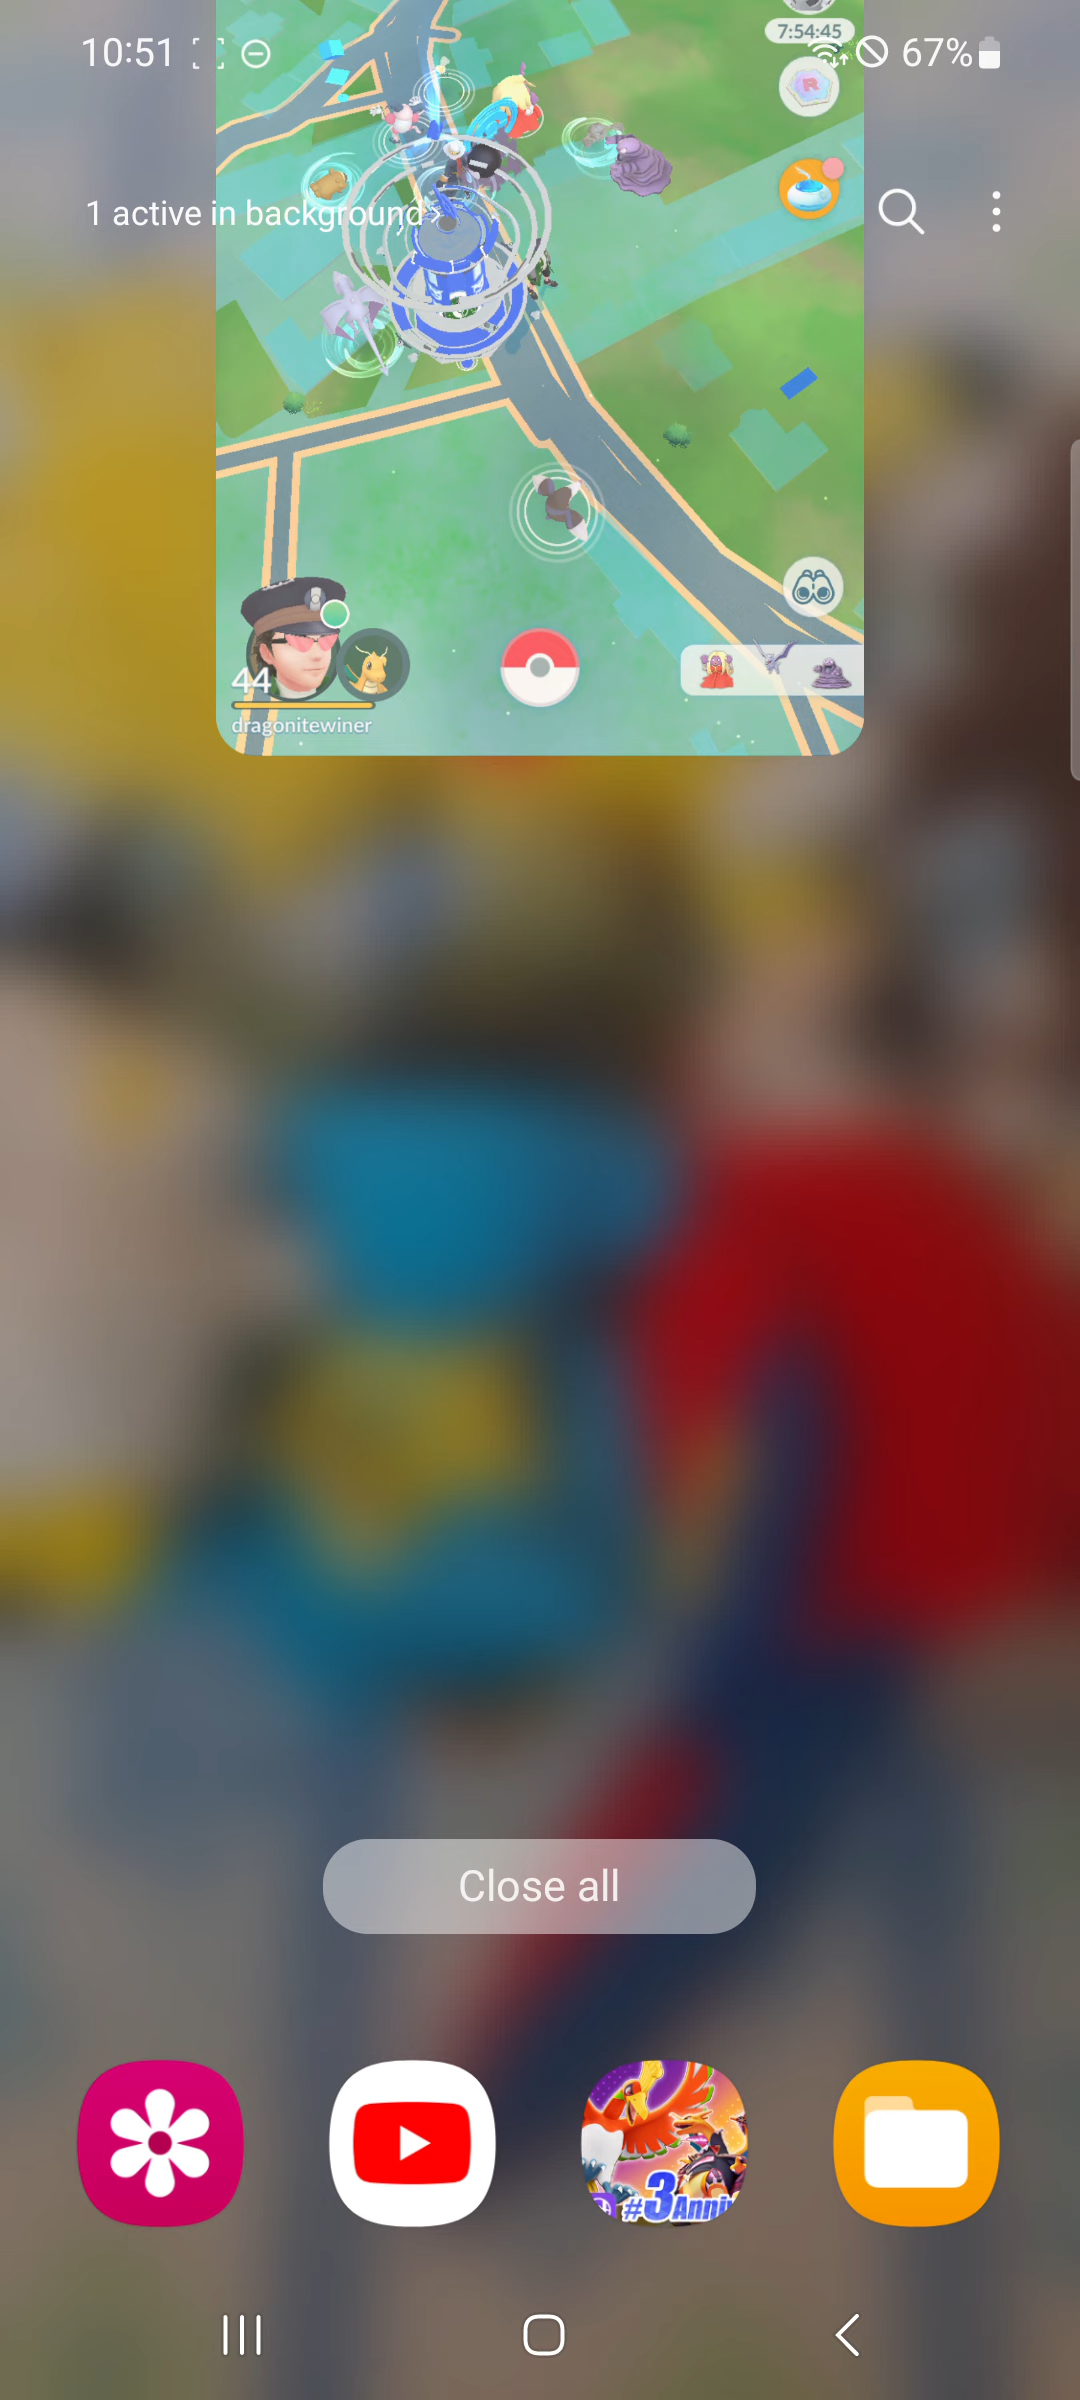 7:54:45
10:51
67%
R
1 active in background >
44
dragonitewiner
Close all
#3Anni